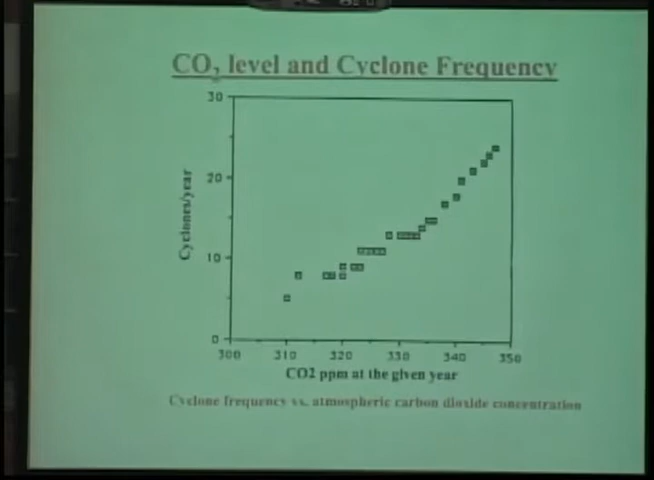 CO₂ level and Cyclone Frequency
30
20
10
0
Cyclones/year
300 310 320 330 340 350
CO2 ppm at the given year
Cyclone frequency vs. atmospheric carbon dioxide concentration